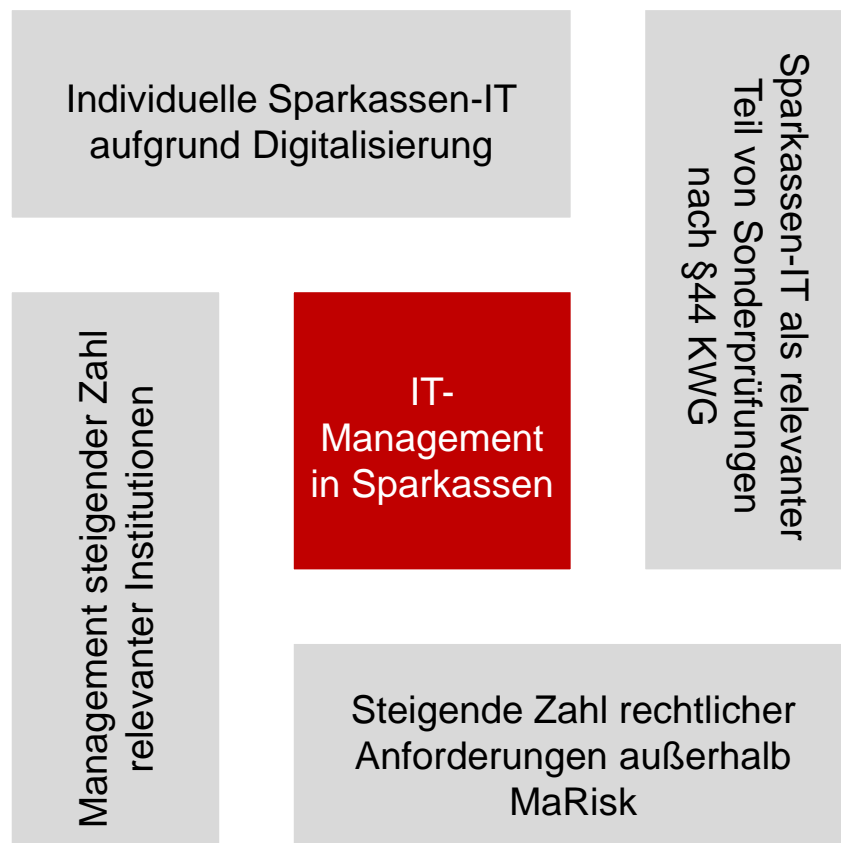 Individuelle Sparkassen-IT
aufgrund Digitalisierung
Sparkassen-IT als relevanter
Teil von Sonderprüfungen
nach §44 KWG
Management steigender Zahl
relevanter Institutionen
IT-
Management
in Sparkassen
Steigende Zahl rechtlicher
Anforderungen außerhalb
MaRisk